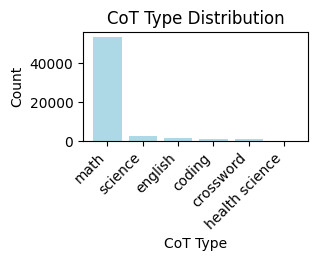 CoT Type Distribution
Count
40000
20000
0
math
science
english
coding
crossword
health science
CoT Type